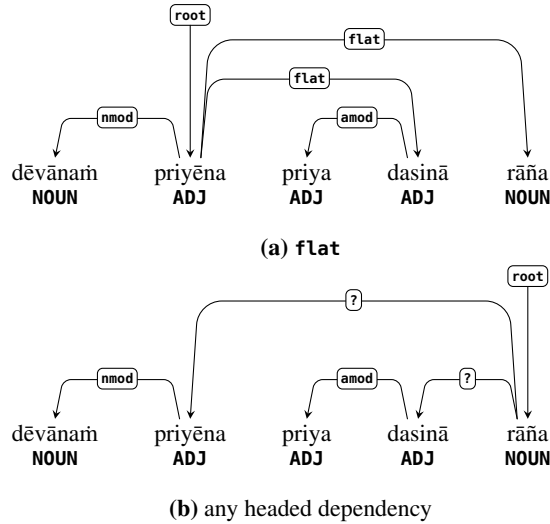 root
flat
flat
nmod amod
dēvānaṁ priyēna priya dasinā rāña
NOUN ADJ ADJ ADJ NOUN
(a) flat
root
?
nmod amod ?
dēvānaṁ priyēna priya dasinā rāña
NOUN ADJ ADJ ADJ NOUN
(b) any headed dependency